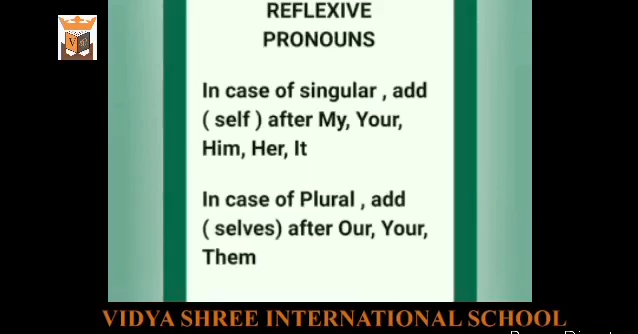 REFLEXIVE
PRONOUNS
In case of singular , add
( self ) after My, Your,
Him, Her, It
In case of Plural , add
( selves) after Our, Your,
Them
VIDYA SHREE INTERNATIONAL SCHOOL